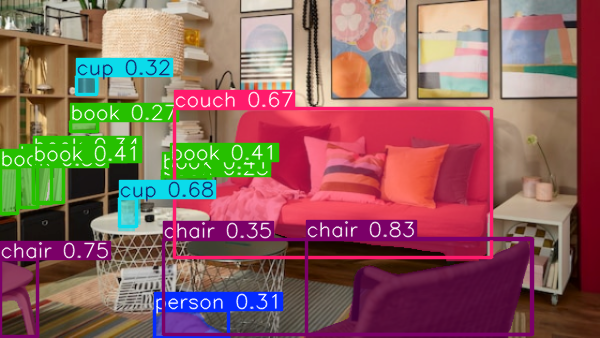 cup 0.32
couch 0.67
book 0.27
book 0.41
book 0.41
cup 0.68
chair 0.35
chair 0.83
chair 0.75
person 0.31